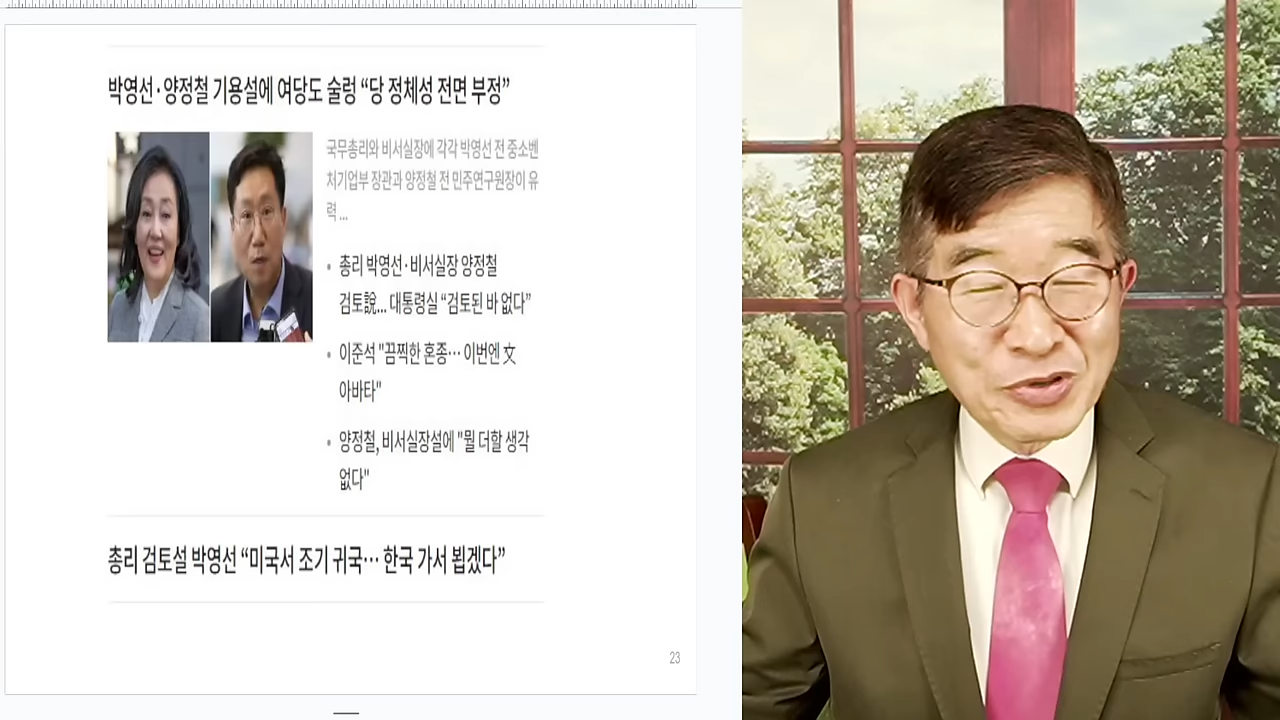 박영선·양정철 기용설에 여당도 술렁 “당 정체성 전면 부정”
국무총리와 비서실장에 각각 박영선 전 중소벤
처기업부 장관과 양정철 전 민주연구원장이 유
력 ...
• 총리 박영선·비서실장 양정철
검토說... 대통령실 “검토된 바 없다”
• 이준석 "끔찍한 혼종… 이번엔 文
아바타"
• 양정철, 비서실장설에 "뭘 더할 생각
없다"
총리 검토설 박영선 “미국서 조기 귀국… 한국 가서 뵙겠다”
23